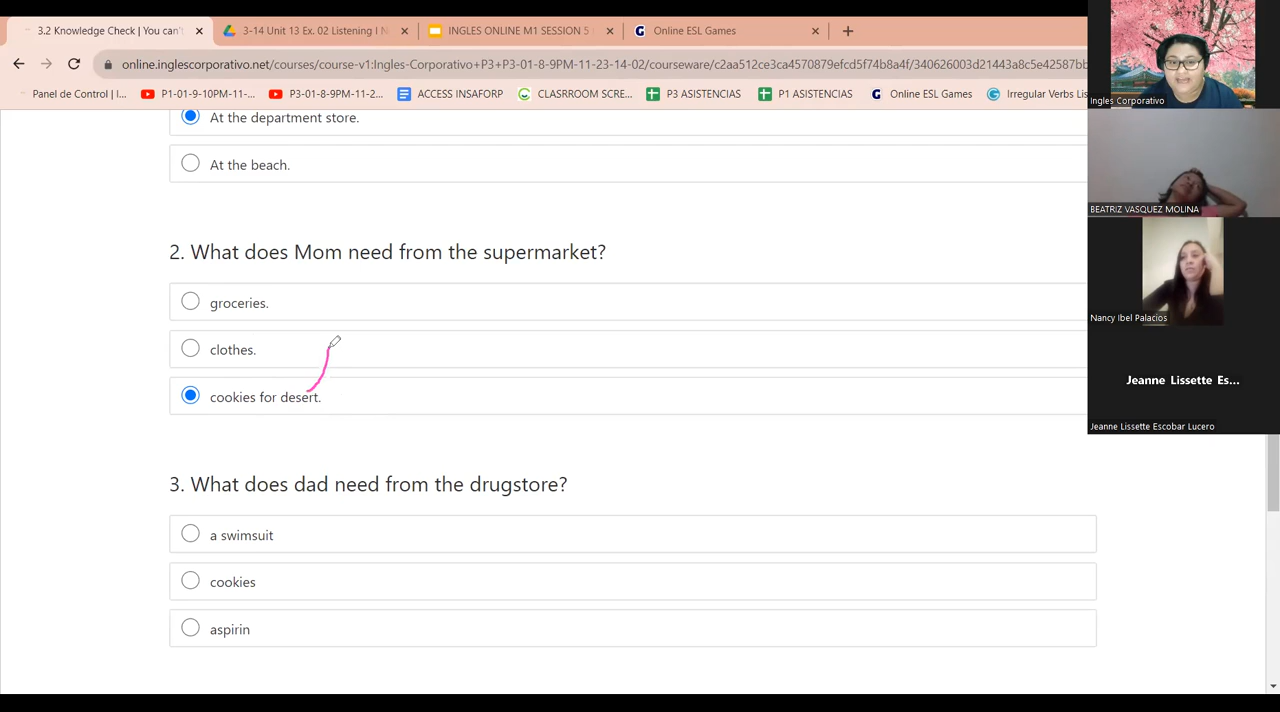 3.2 Knowledge Check | You can'
3-14 Unit 13 Ex. 02 Listening I N
INGLES ONLINE M1 SESSION 5
Online ESL Games
online.inglescorporativo.net/courses/course-v1:Ingles-Corporativo+P3+P3-01-8-9PM-11-23-14-02/courseware/c2aa512ce3ca4570879efcd5f74b8a4f/340626003d21443a8c5e42587bb
Panel de Control | I...
P1-01-9-10PM-11-...
P3-01-8-9PM-11-2...
ACCESS INSAFORP
CLASRROOM SCRE...
P3 ASISTENCIAS
P1 ASISTENCIAS
Online ESL Games
Irregular Verbs Lis
Ingles Corporativo
At the department store.
At the beach.
BEATRIZ VASQUEZ MOLINA
2. What does Mom need from the supermarket?
groceries.
clothes.
cookies for desert.
Nancy Ibel Palacios
Jeanne Lissette Es...
Jeanne Lissette Escobar Lucero
3. What does dad need from the drugstore?
a swimsuit
cookies
aspirin